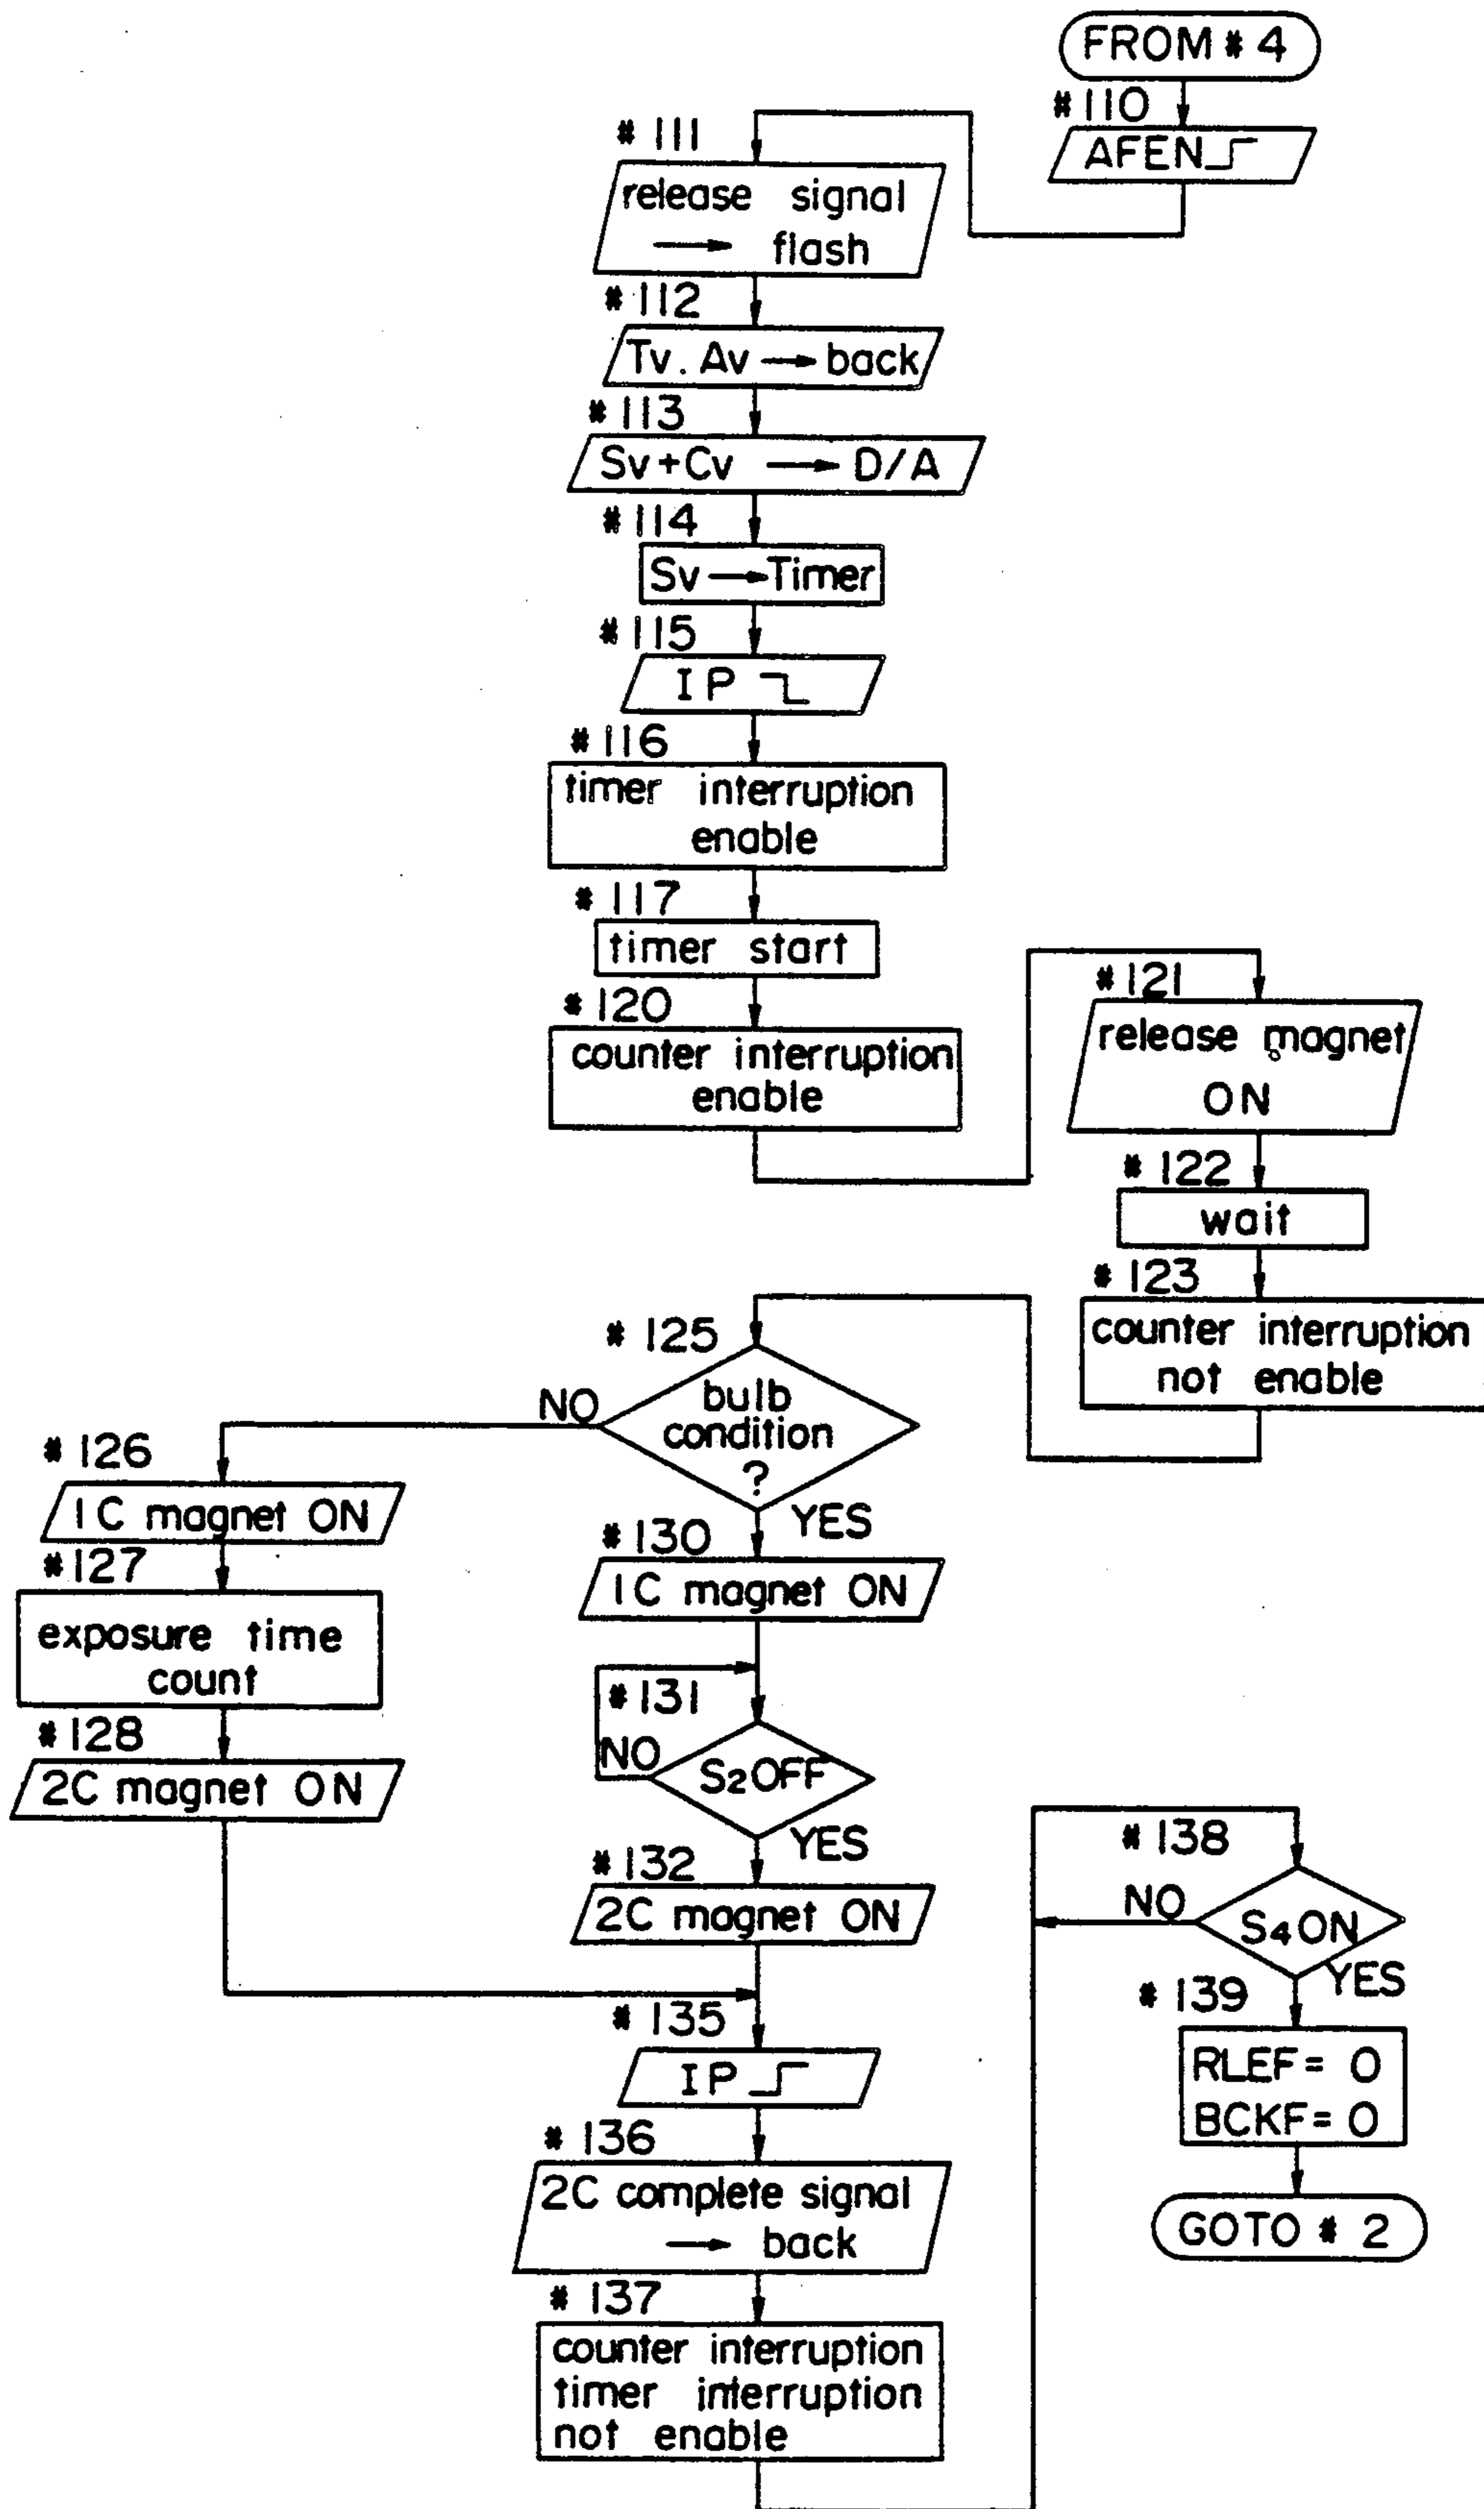 FROM # 4
#110
AFEN
#111
release signal
→ flash
#112
Tv. Av → back
#113
Sv+Cv → D/A
#114
Sv → Timer
#115
IP
#116
timer interruption
enable
#117
timer start
#120
counter interruption
enable
#121
release magnet
ON
#122
wait
#123
counter interruption
not enable
#125
bulb
condition
?
NO
YES
#126
1C magnet ON
#127
exposure time
count
#128
2C magnet ON
#130
1C magnet ON
#131
NO
S2OFF
YES
#132
2C magnet ON
#135
IP
#136
2C complete signal
→ back
#137
counter interruption
timer interruption
not enable
#138
NO
S4ON
YES
#139
RLEF= 0
BCKF= 0
GOTO # 2